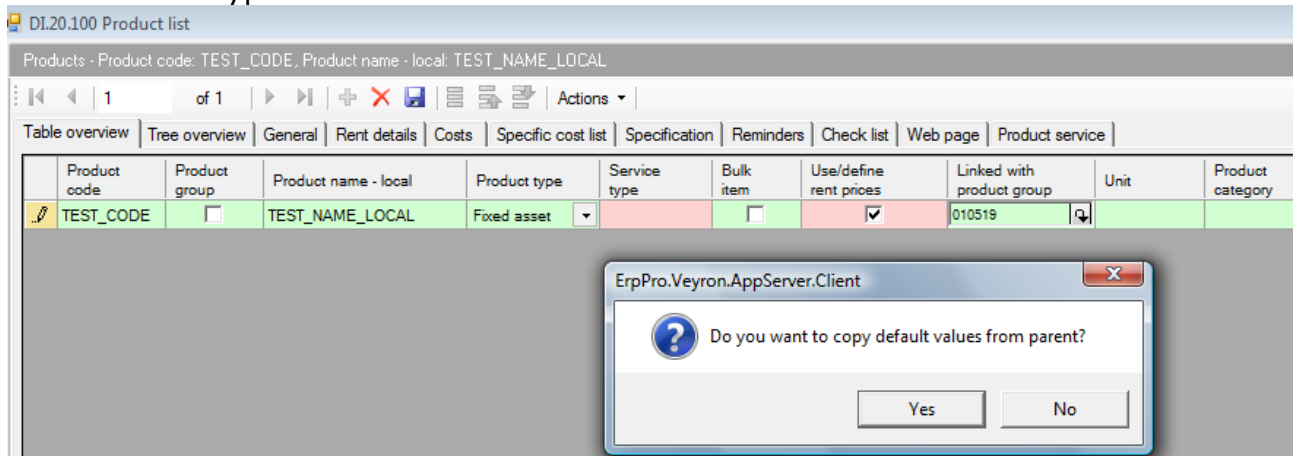 DI.20.100 Product list
Products - Product code: TEST_CODE, Product name - local: TEST_NAME_LOCAL
1 of 1 Actions
Table overview Tree overview General Rent details Costs Specific cost list Specification Reminders Check list Web page Product service
Product code Product group Product name - local Product type Service type Bulk item Use/define rent prices Linked with product group Unit Product category
TEST_CODE TEST_NAME_LOCAL Fixed asset 010519
ErpPro.Veyron.AppServer.Client
Do you want to copy default values from parent?
Yes No